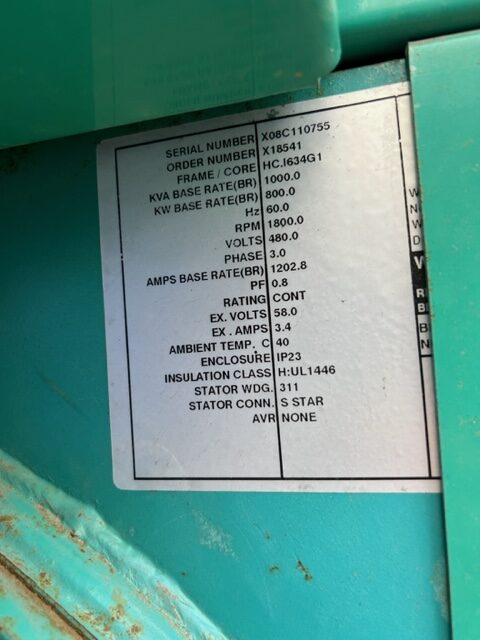 SERIAL NUMBER X08C110755
ORDER NUMBER X18541
FRAME / CORE HC.I634G1
KVA BASE RATE(BR) 1000.0
KW BASE RATE(BR) 800.0
Hz 60.0
RPM 1800.0
VOLTS 480.0
PHASE 3.0
AMPS BASE RATE(BR) 1202.8
PF 0.8
RATING CONT
EX. VOLTS 58.0
EX . AMPS 3.4
AMBIENT TEMP. C 40
ENCLOSURE IP23
INSULATION CLASS H:UL1446
STATOR WDG. 311
STATOR CONN. S STAR
AVR NONE